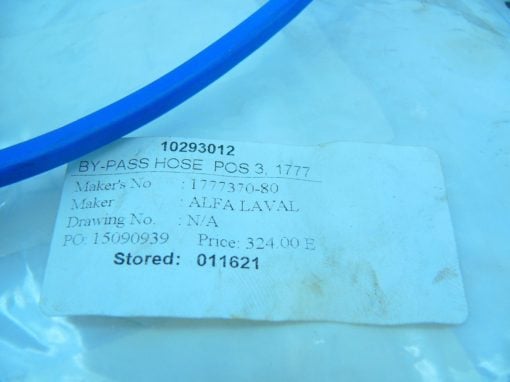 10293012
BY-PASS HOSE POS 3, 1777
Maker's No : 1777370-80
Maker : ALFA LAVAL
Drawing No. : N/A
PO: 15090939 Price: 324.00 E
Stored: 011621